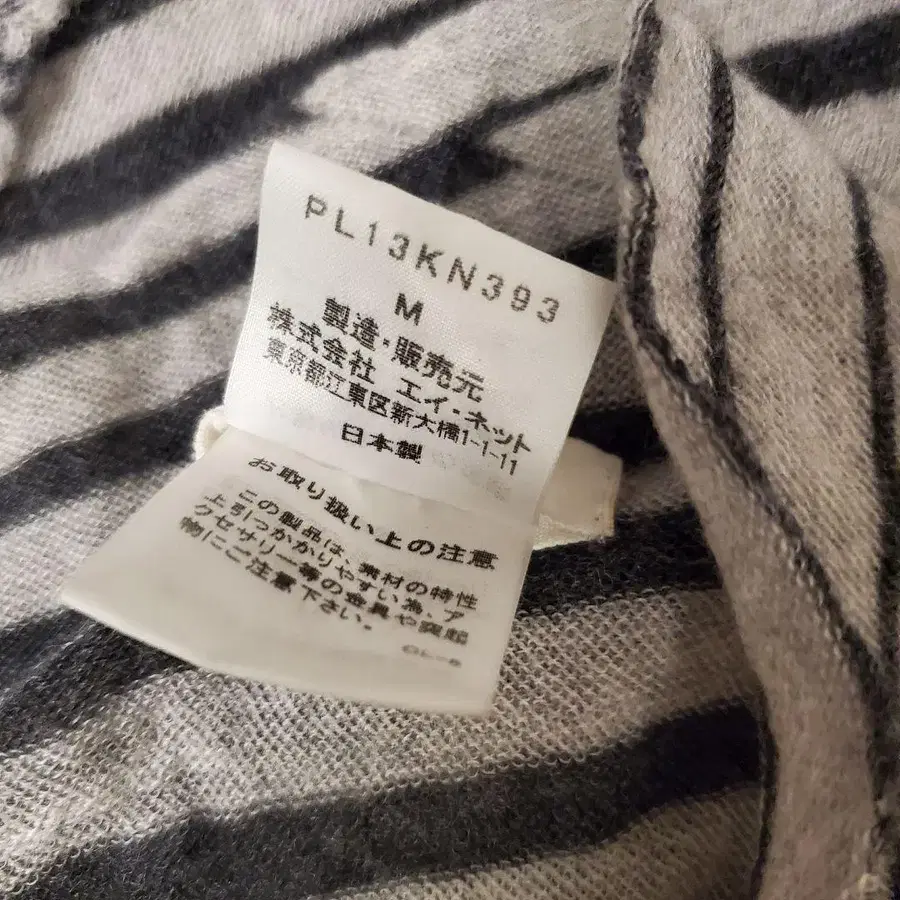 PL13KN393
M
製造・販売元
株式会社 エイ・ネット
東京都江東区新大橋1-1-11
日本製
お取り扱い上の注意
この製品は、素材の特性
上引つかかりやすい為、ア
クセサリー等の金具や突起
物にご注意下さい。